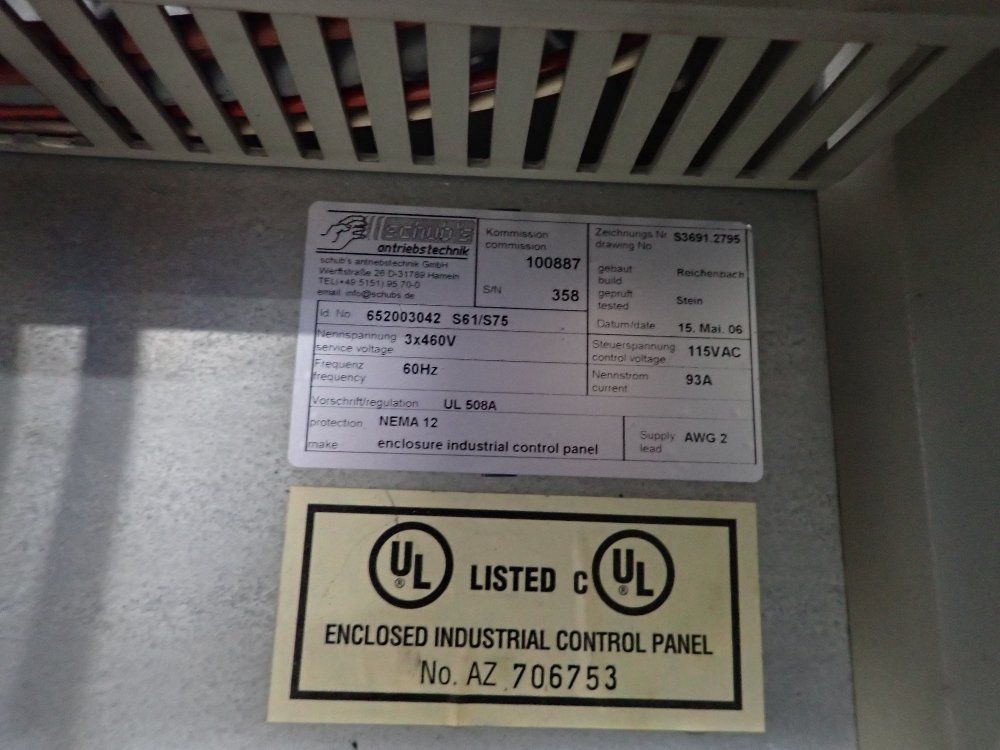 schub's
antriebstechnik
schub's antriebstechnik GmbH
Werftstraße 26 D-31789 Hameln
TEL(+49 5151) 95 70-0
email: info@schubs.de
Kommission
commission
100887
S/N 358
Zeichnungs Nr. S3691.2795
drawing No
gebaut Reichenbach
build
geprüft Stein
tested
Datum/date 15. Mai. 06
Id. No 652003042 S61/S75
Nennspannung 3x460V
service voltage
Frequenz 60Hz
frequency
Steuerspannung 115VAC
control voltage
Nennstrom 93A
current
Vorschrift/regulation UL 508A
protection NEMA 12
make enclosure industrial control panel
Supply AWG 2
lead
UL ® LISTED C UL ®
ENCLOSED INDUSTRIAL CONTROL PANEL
No. AZ 706753